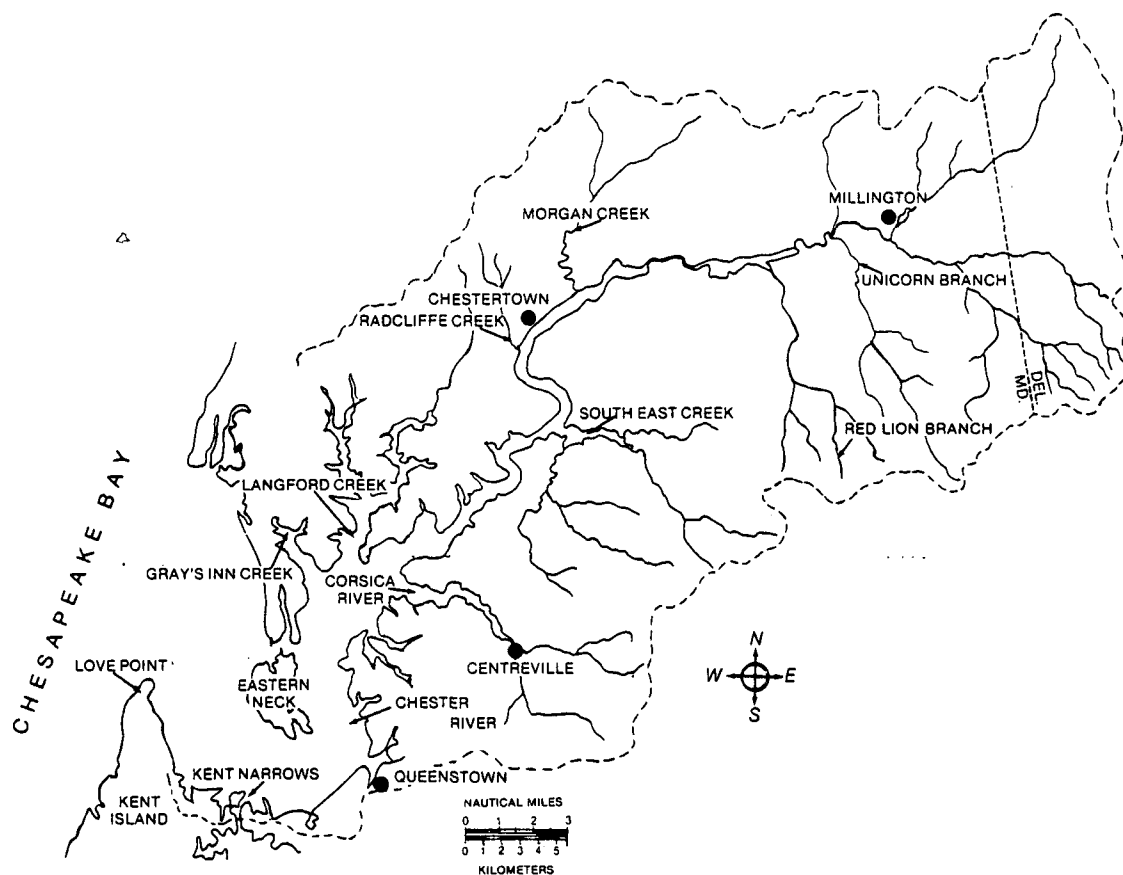 MILLINGTON
MORGAN CREEK
UNICORN BRANCH
CHESTERTOWN
RADCLIFFE CREEK
DEL
MD
SOUTH EAST CREEK
RED LION BRANCH
CHESAPEAKE BAY
LANGFORD CREEK
GRAY'S INN CREEK
CORSICA
RIVER
N
W E
S
LOVE POINT
CENTREVILLE
EASTERN
NECK
CHESTER
RIVER
KENT NARROWS
QUEENSTOWN
KENT
ISLAND
NAUTICAL MILES
0 1 2 3
0 1 2 3 4 5
KILOMETERS